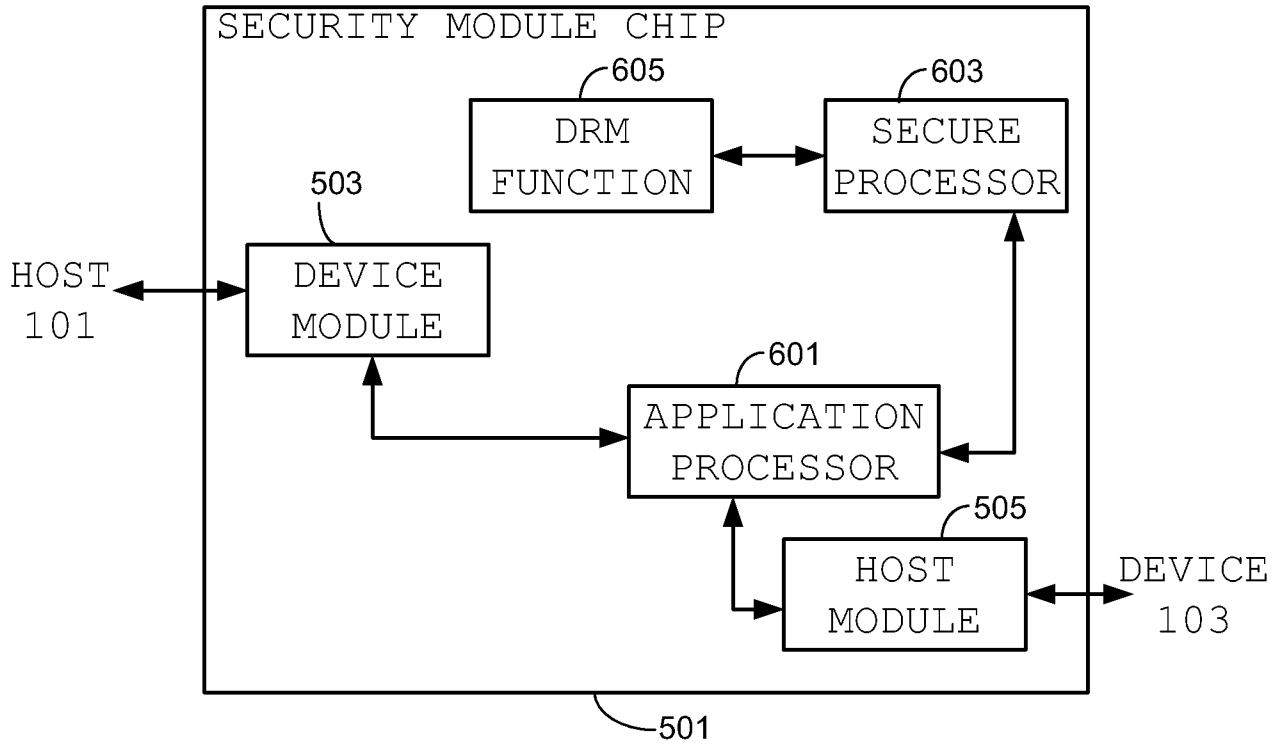 SECURITY MODULE CHIP
605
603
DRM
FUNCTION
SECURE
PROCESSOR
503
HOST
101
DEVICE
MODULE
601
APPLICATION
PROCESSOR
505
HOST
MODULE
DEVICE
103
501